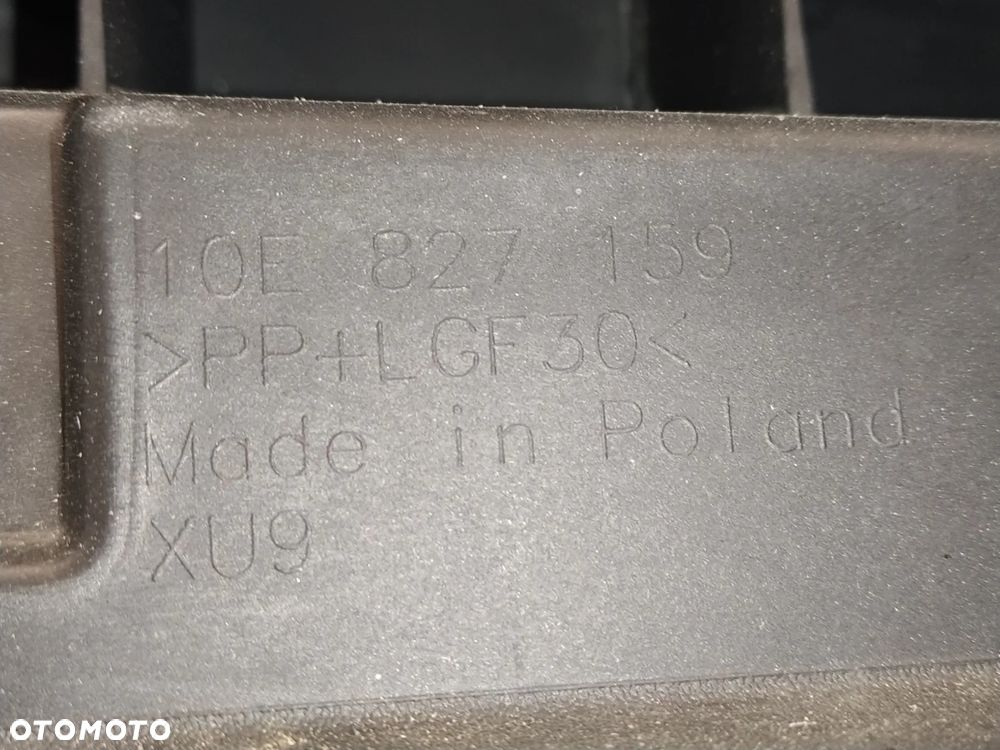 10E 827 159
>PP+LGF30<
Made in Poland
XU9
OTOMOTO